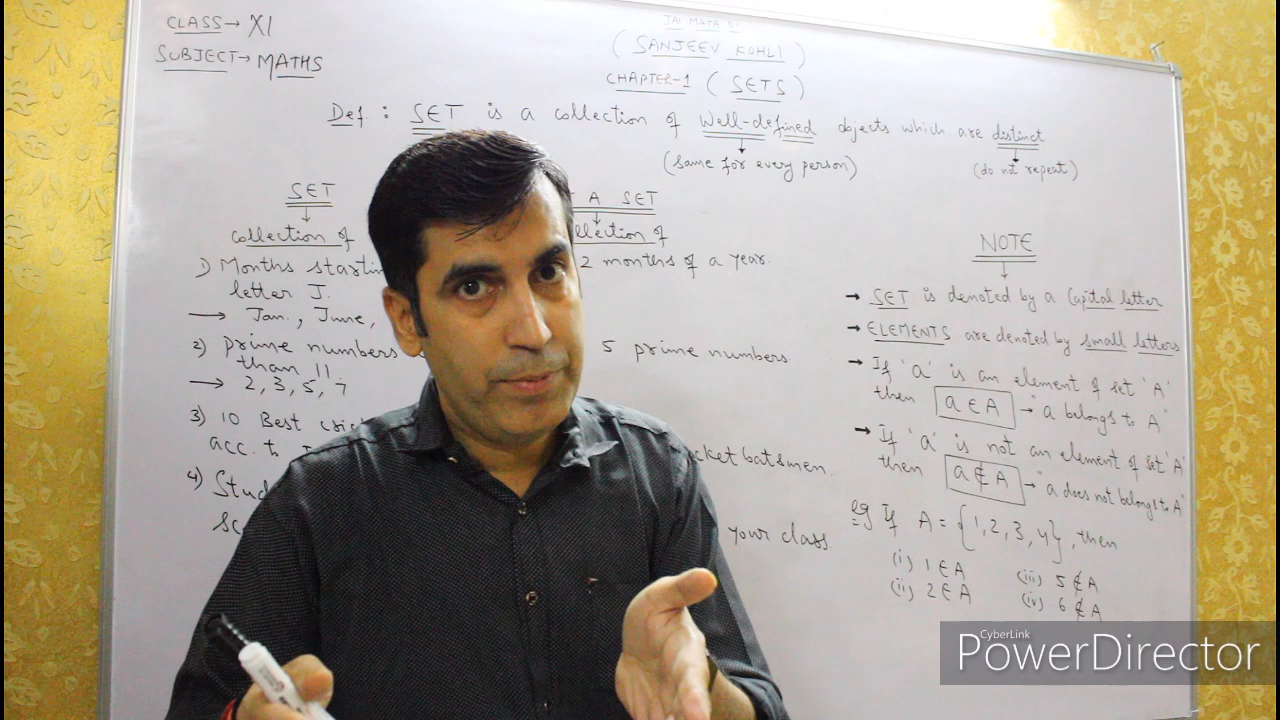 CLASS → XI
SUBJECT → MATHS
JAI MATA DI
(SANJEEV KOHLI)
CHAPTER-1 (SETS)
Def : SET is a collection of Well-defined objects which are distinct
(same for every person)
(do not repeat)
SET
collection of
1) Months startin
letter J.
→ Jan., June,
2) prime numbers
than 11
→ 2, 3, 5, 7
3) 10 Best
acc. to
4) Stud
A SET
llection of
2 months of a year.
5 prime numbers
cket batsmen.
your class.
NOTE
→ SET is denoted by a Capital letter
→ ELEMENTS are denoted by small letters
→ If 'a' is an element of set 'A'
then a ∈ A → "a belongs to A"
→ If 'a' is not an element of set 'A'
then a ∉ A → "a does not belongs to A"
eg If A = {1, 2, 3, 4}, then
(i) 1 ∈ A
(ii) 2 ∈ A
(iii) 5 ∉ A
(iv) 6 ∉ A
CyberLink
PowerDirector